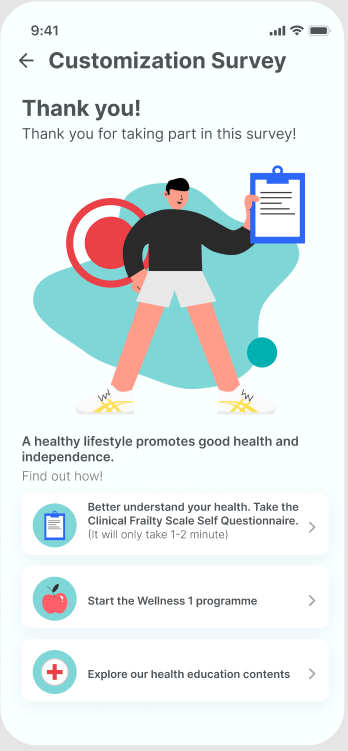 9:41
Customization Survey
Thank you!
Thank you for taking part in this survey!
A healthy lifestyle promotes good health and
independence.
Find out how!
Better understand your health. Take the
Clinical Frailty Scale Self Questionnaire.
(It will only take 1-2 minute)
Start the Wellness 1 programme
Explore our health education contents